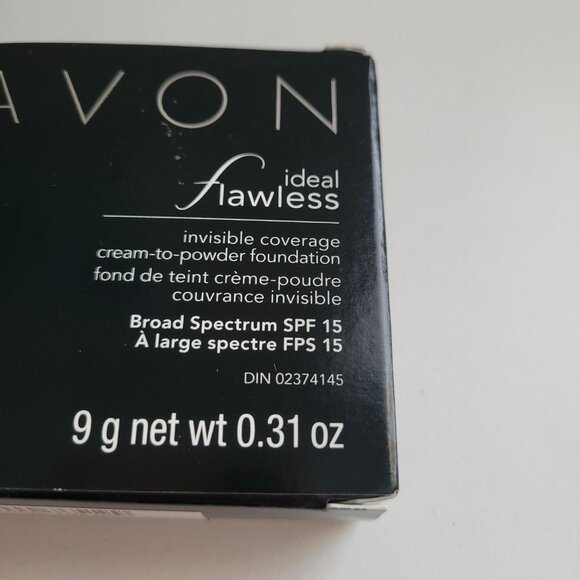 AVON
ideal
flawless
invisible coverage
cream-to-powder foundation
fond de teint crème-poudre
couvrance invisible
Broad Spectrum SPF 15
À large spectre FPS 15
DIN 02374145
9 g net wt 0.31 oz